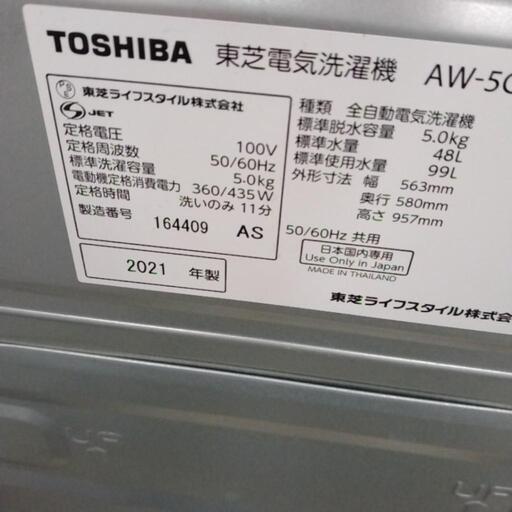 TOSHIBA 東芝電気洗濯機 AW-5G
東芝ライフスタイル株式会社
JET
定格電圧 100V
定格周波数 50/60Hz
標準洗濯容量 5.0kg
電動機定格消費電力 360/435W
定格時間 洗いのみ 11分
製造番号 164409 AS
2021 年製
種類 全自動電気洗濯機
標準脱水容量 5.0kg
標準水量 48L
標準使用水量 99L
外形寸法 幅 563mm
奥行 580mm
高さ 957mm
50/60Hz 共用
日本国内専用
Use Only in Japan
MADE IN THAILAND
東芝ライフスタイル株式会